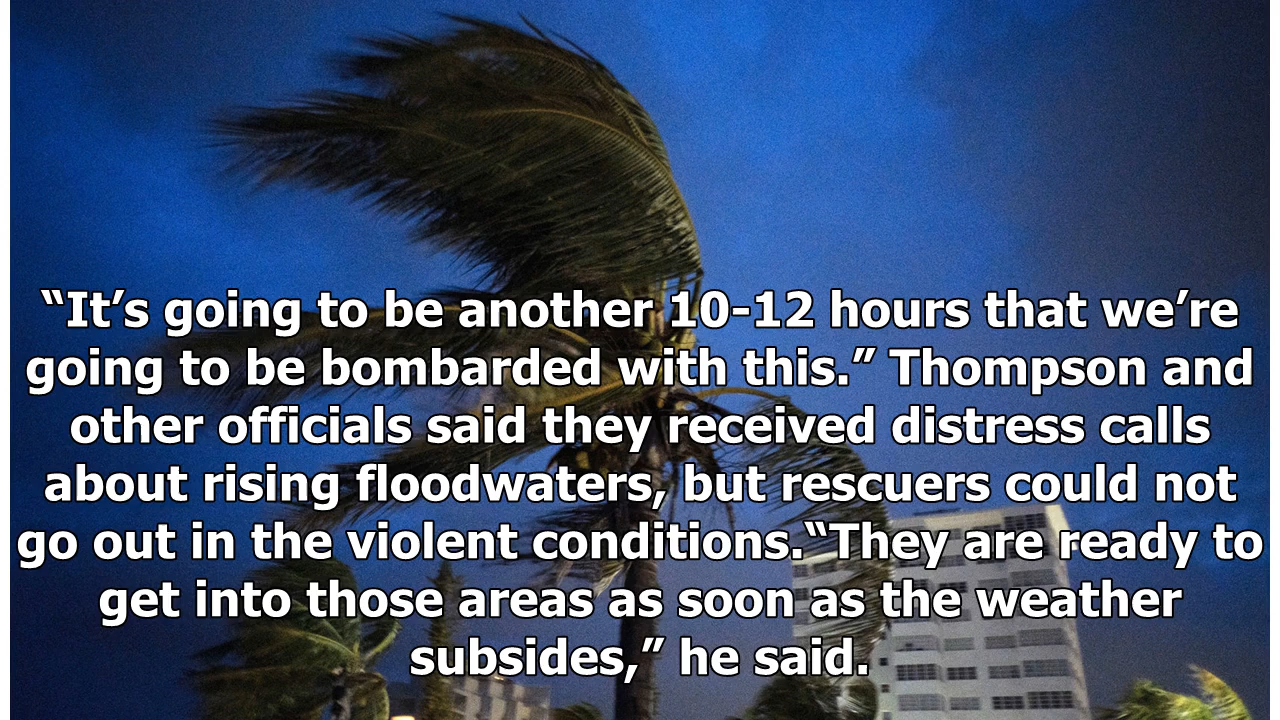 “It’s going to be another 10-12 hours that we’re
going to be bombarded with this.” Thompson and
other officials said they received distress calls
about rising floodwaters, but rescuers could not
go out in the violent conditions.“They are ready to
get into those areas as soon as the weather
subsides,” he said.